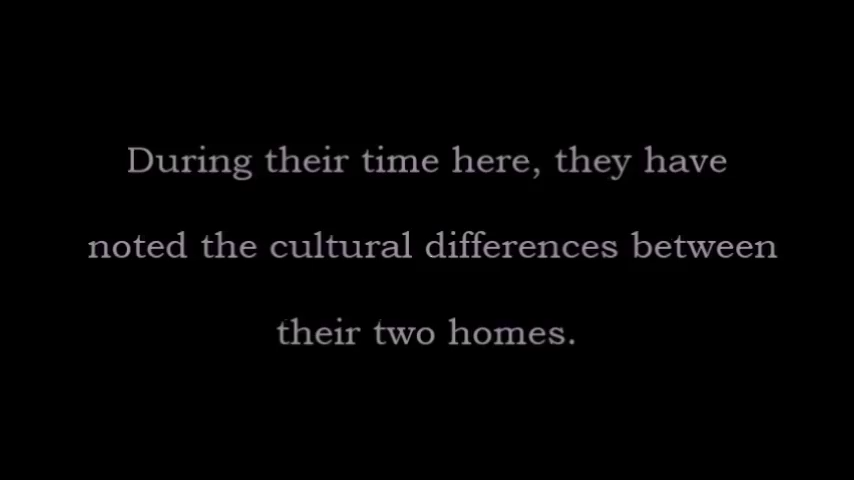 During their time here, they have
noted the cultural differences between
their two homes.